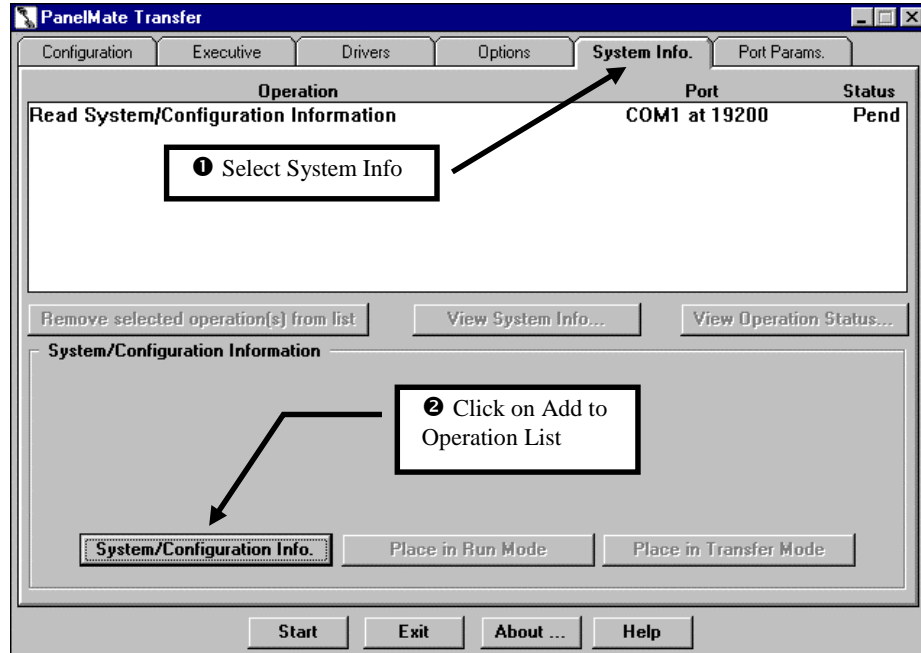 PanelMate Transfer
Configuration Executive Drivers Options System Info. Port Params.
Operation Port Status
Read System/Configuration Information COM1 at 19200 Pend
❶ Select System Info
Remove selected operation(s) from list View System Info... View Operation Status...
System/Configuration Information
❷ Click on Add to
Operation List
System/Configuration Info. Place in Run Mode Place in Transfer Mode
Start Exit About ... Help